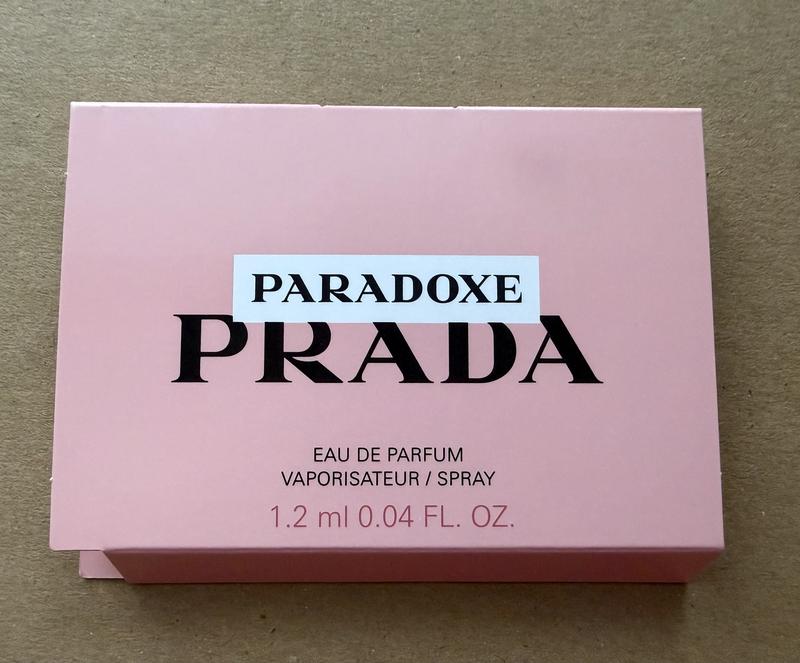 PARADOXE
PRADA
EAU DE PARFUM
VAPORISATEUR / SPRAY
1.2 ml 0.04 FL. OZ.